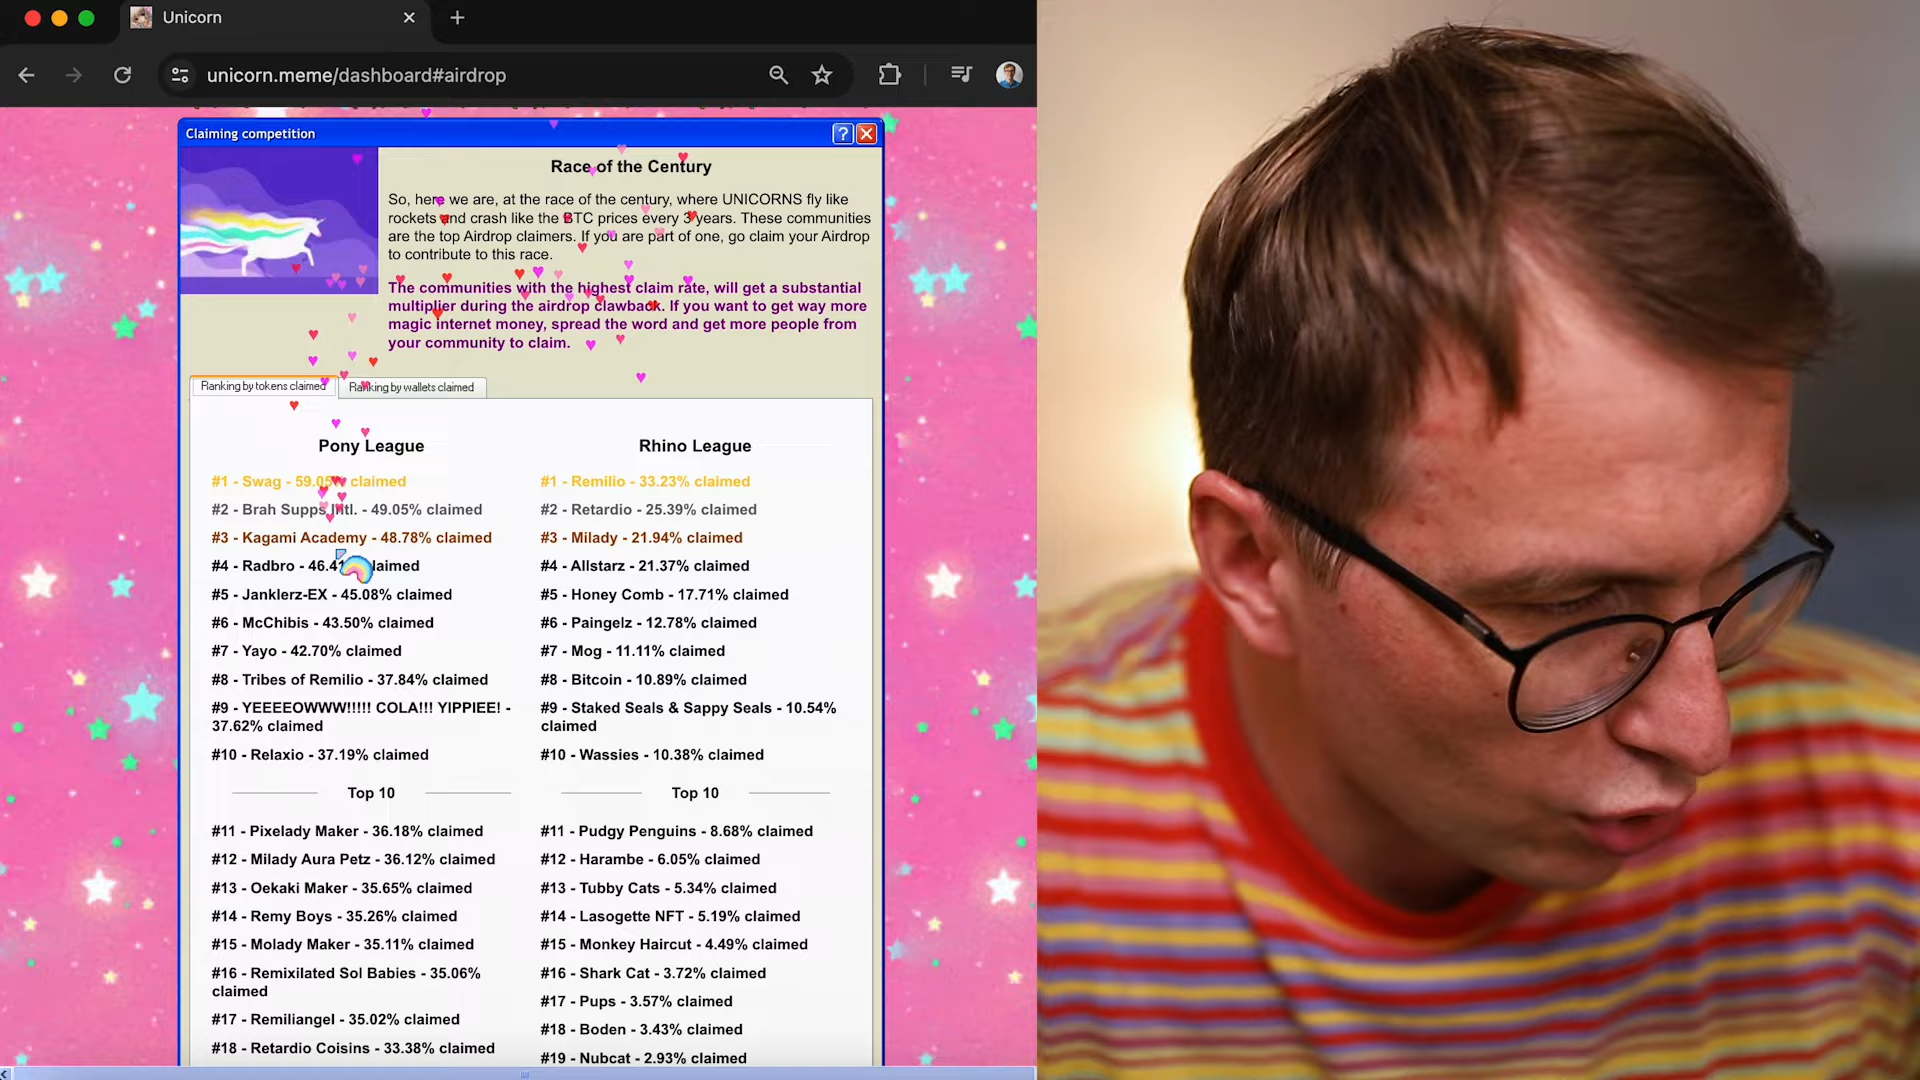 Unicorn
unicorn.meme/dashboard#airdrop
Claiming competition
Race of the Century
So, here we are, at the race of the century, where UNICORNS fly like
rockets and crash like the BTC prices every 3 years. These communities
are the top Airdrop claimers. If you are part of one, go claim your Airdrop
to contribute to this race.
The communities with the highest claim rate, will get a substantial
multiplier during the airdrop clawback. If you want to get way more
magic internet money, spread the word and get more people from
your community to claim.
Ranking by tokens claimed
Ranking by wallets claimed
Pony League
#1 - Swag - 59.05% claimed
#2 - Brah Supps Intl. - 49.05% claimed
#3 - Kagami Academy - 48.78% claimed
#4 - Radbro - 46.41 claimed
#5 - Janklerz-EX - 45.08% claimed
#6 - McChibis - 43.50% claimed
#7 - Yayo - 42.70% claimed
#8 - Tribes of Remilio - 37.84% claimed
#9 - YEEEEOWWW!!!!! COLA!!! YIPPIEE! -
37.62% claimed
#10 - Relaxio - 37.19% claimed
Top 10
#11 - Pixelady Maker - 36.18% claimed
#12 - Milady Aura Petz - 36.12% claimed
#13 - Oekaki Maker - 35.65% claimed
#14 - Remy Boys - 35.26% claimed
#15 - Molady Maker - 35.11% claimed
#16 - Remixilated Sol Babies - 35.06%
claimed
#17 - Remiliangel - 35.02% claimed
#18 - Retardio Coisins - 33.38% claimed
Rhino League
#1 - Remilio - 33.23% claimed
#2 - Retardio - 25.39% claimed
#3 - Milady - 21.94% claimed
#4 - Allstarz - 21.37% claimed
#5 - Honey Comb - 17.71% claimed
#6 - Paingelz - 12.78% claimed
#7 - Mog - 11.11% claimed
#8 - Bitcoin - 10.89% claimed
#9 - Staked Seals & Sappy Seals - 10.54%
claimed
#10 - Wassies - 10.38% claimed
Top 10
#11 - Pudgy Penguins - 8.68% claimed
#12 - Harambe - 6.05% claimed
#13 - Tubby Cats - 5.34% claimed
#14 - Lasogette NFT - 5.19% claimed
#15 - Monkey Haircut - 4.49% claimed
#16 - Shark Cat - 3.72% claimed
#17 - Pups - 3.57% claimed
#18 - Boden - 3.43% claimed
#19 - Nubcat - 2.93% claimed